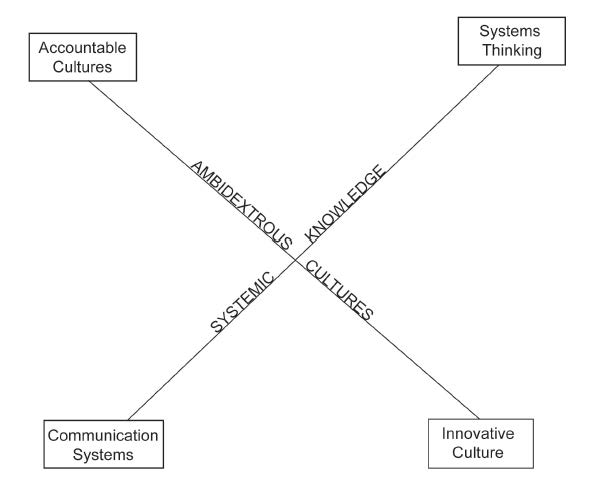 Accountable
Cultures
Systems
Thinking
AMBIDEXTROUS
KNOWLEDGE
SYSTEMIC
CULTURES
Communication
Systems
Innovative
Culture